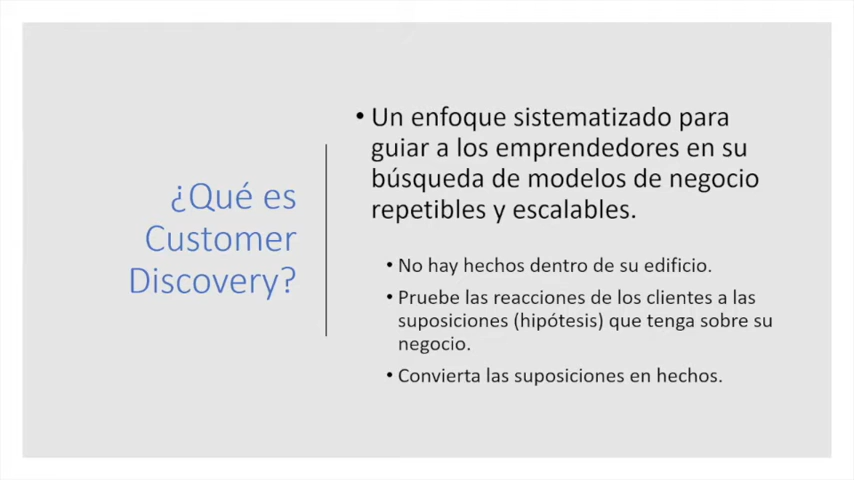 ¿Qué es
Customer
Discovery?
• Un enfoque sistematizado para
guiar a los emprendedores en su
búsqueda de modelos de negocio
repetibles y escalables.
• No hay hechos dentro de su edificio.
• Pruebe las reacciones de los clientes a las
suposiciones (hipótesis) que tenga sobre su
negocio.
• Convierta las suposiciones en hechos.